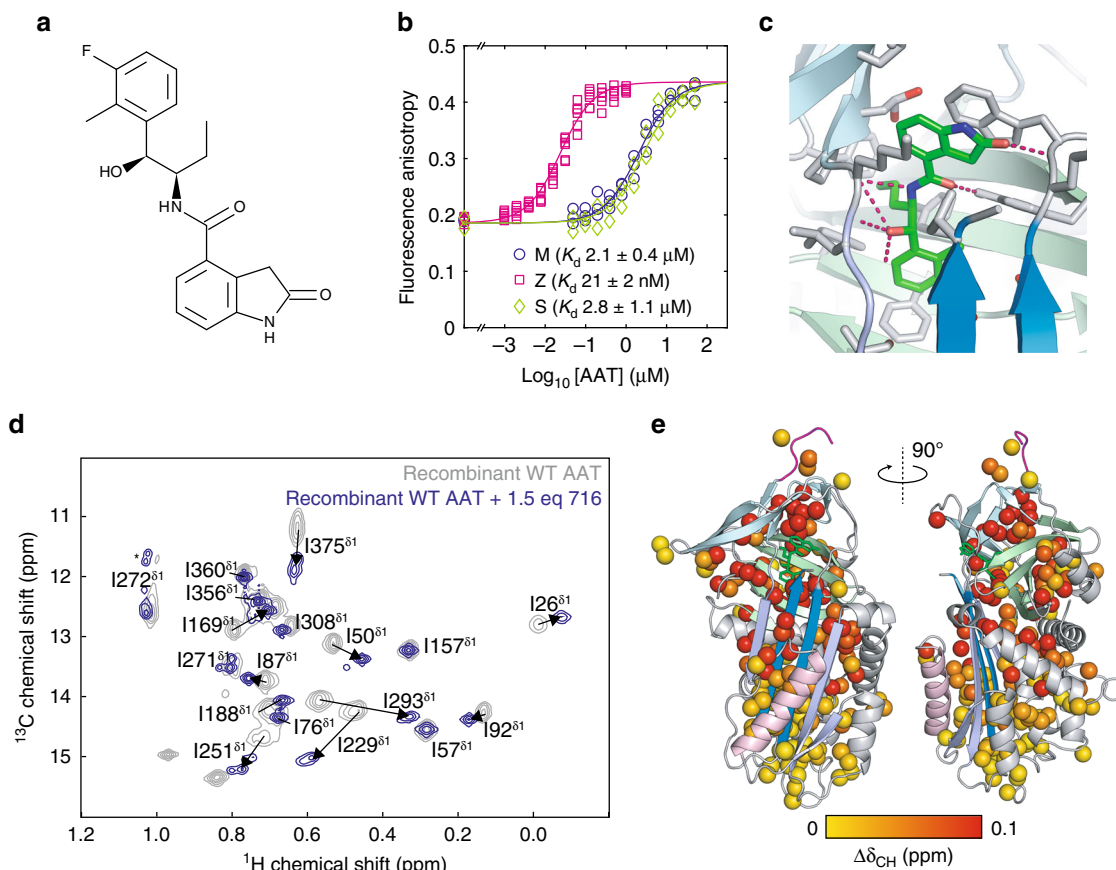 a
F
HO
HN
O
O
N
H
b
Fluorescence anisotropy
0.5
0.4
0.3
0.2
0
M (Kd 2.1 ± 0.4 μM)
Z (Kd 21 ± 2 nM)
S (Kd 2.8 ± 1.1 μM)
–3 –2 –1 0 1 2
Log10 [AAT] (μM)
c
d
Recombinant WT AAT
Recombinant WT AAT + 1.5 eq 716
13C chemical shift (ppm)
11
12
13
14
15
*
I375δ1
I360δ1
I272δ1
I356δ1
I26δ1
I169δ1
I308δ1
I50δ1
I157δ1
I271δ1
I87δ1
I293δ1
I188δ1
I76δ1
I92δ1
I229δ1
I57δ1
I251δ1
1.2 1.0 0.8 0.6 0.4 0.2 0.0
1H chemical shift (ppm)
e
90°
0 0.1
ΔδCH (ppm)